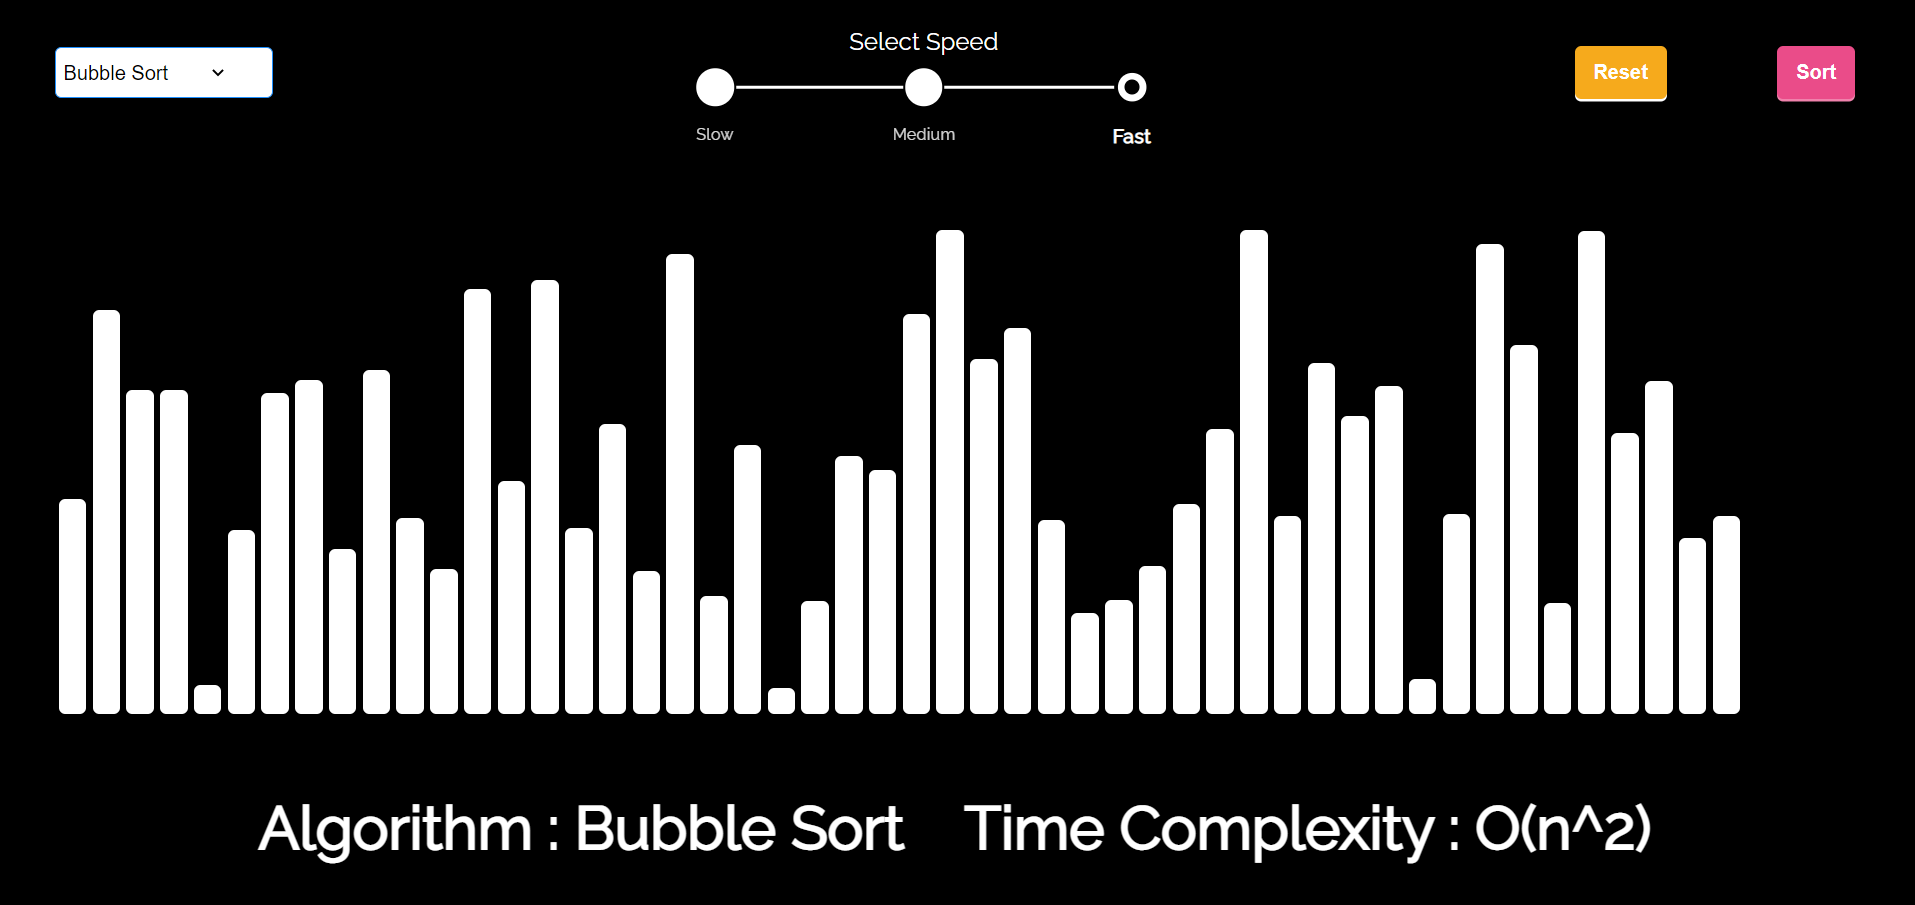 Select Speed
Bubble Sort
Reset
Sort
Slow
Medium
Fast
Algorithm : Bubble Sort
Time Complexity : O(n^2)